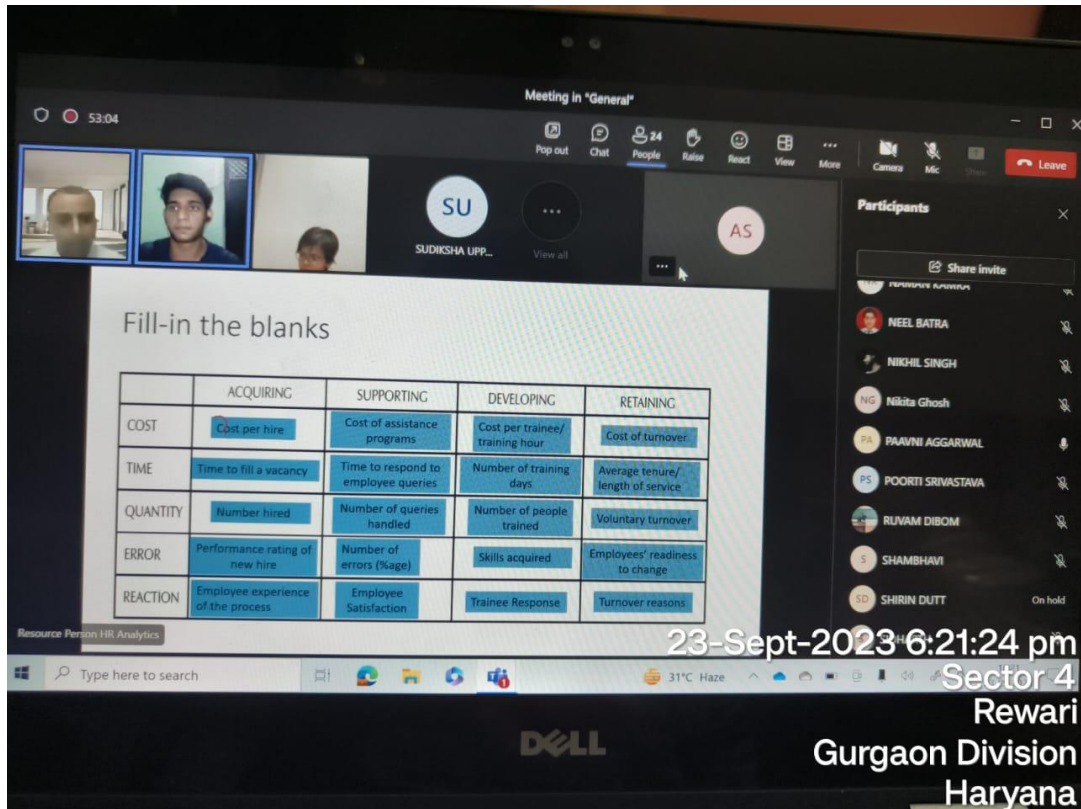 Meeting in "General"
53:04
Pop out
Chat
24
People
Raise
React
View
More
Camera
Mic
Share
Leave
SU
SUDIKSHA UPP...
View all
AS
Participants
Share invite
NAMAN KAMRA
NEEL BATRA
NIKHIL SINGH
NG
Nikita Ghosh
PA
PAAVNI AGGARWAL
PS
POORTI SRIVASTAVA
RUVAM DIBOM
S
SHAMBHAVI
SD
SHIRIN DUTT
On hold
Fill-in the blanks
ACQUIRING
SUPPORTING
DEVELOPING
RETAINING
COST
Cost per hire
Cost of assistance
programs
Cost per trainee/
training hour
Cost of turnover
TIME
Time to fill a vacancy
Time to respond to
employee queries
Number of training
days
Average tenure/
length of service
QUANTITY
Number hired
Number of queries
handled
Number of people
trained
Voluntary turnover
ERROR
Performance rating of
new hire
Number of
errors (%age)
Skills acquired
Employees' readiness
to change
REACTION
Employee experience
of the process
Employee
Satisfaction
Trainee Response
Turnover reasons
Resource Person HR Analytics
Type here to search
1
31°C Haze
DELL
23-Sept-2023 6:21:24 pm
Sector 4
Rewari
Gurgaon Division
Haryana